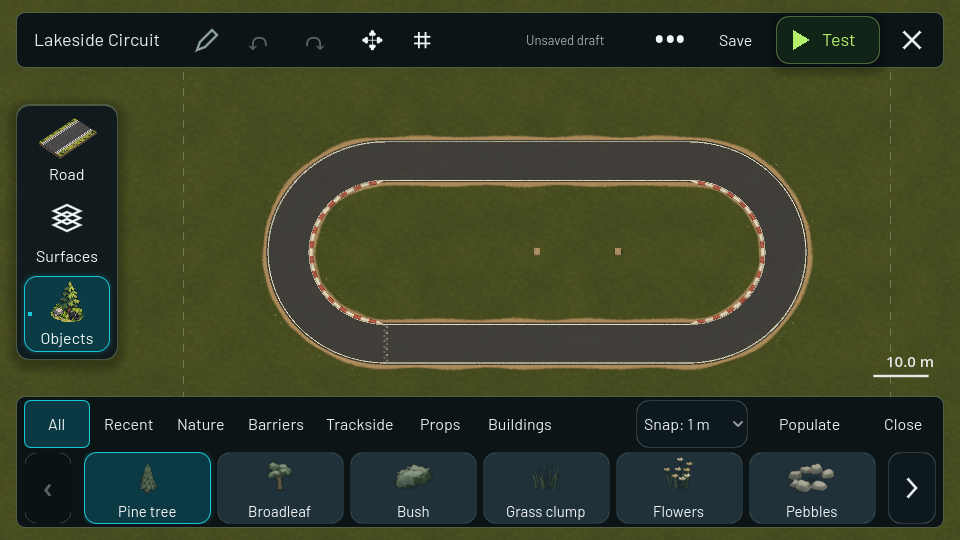 Lakeside Circuit
Unsaved draft
Save
Test
Road
Surfaces
Objects
10.0 m
All
Recent
Nature
Barriers
Trackside
Props
Buildings
Snap: 1 m
Populate
Close
Pine tree
Broadleaf
Bush
Grass clump
Flowers
Pebbles